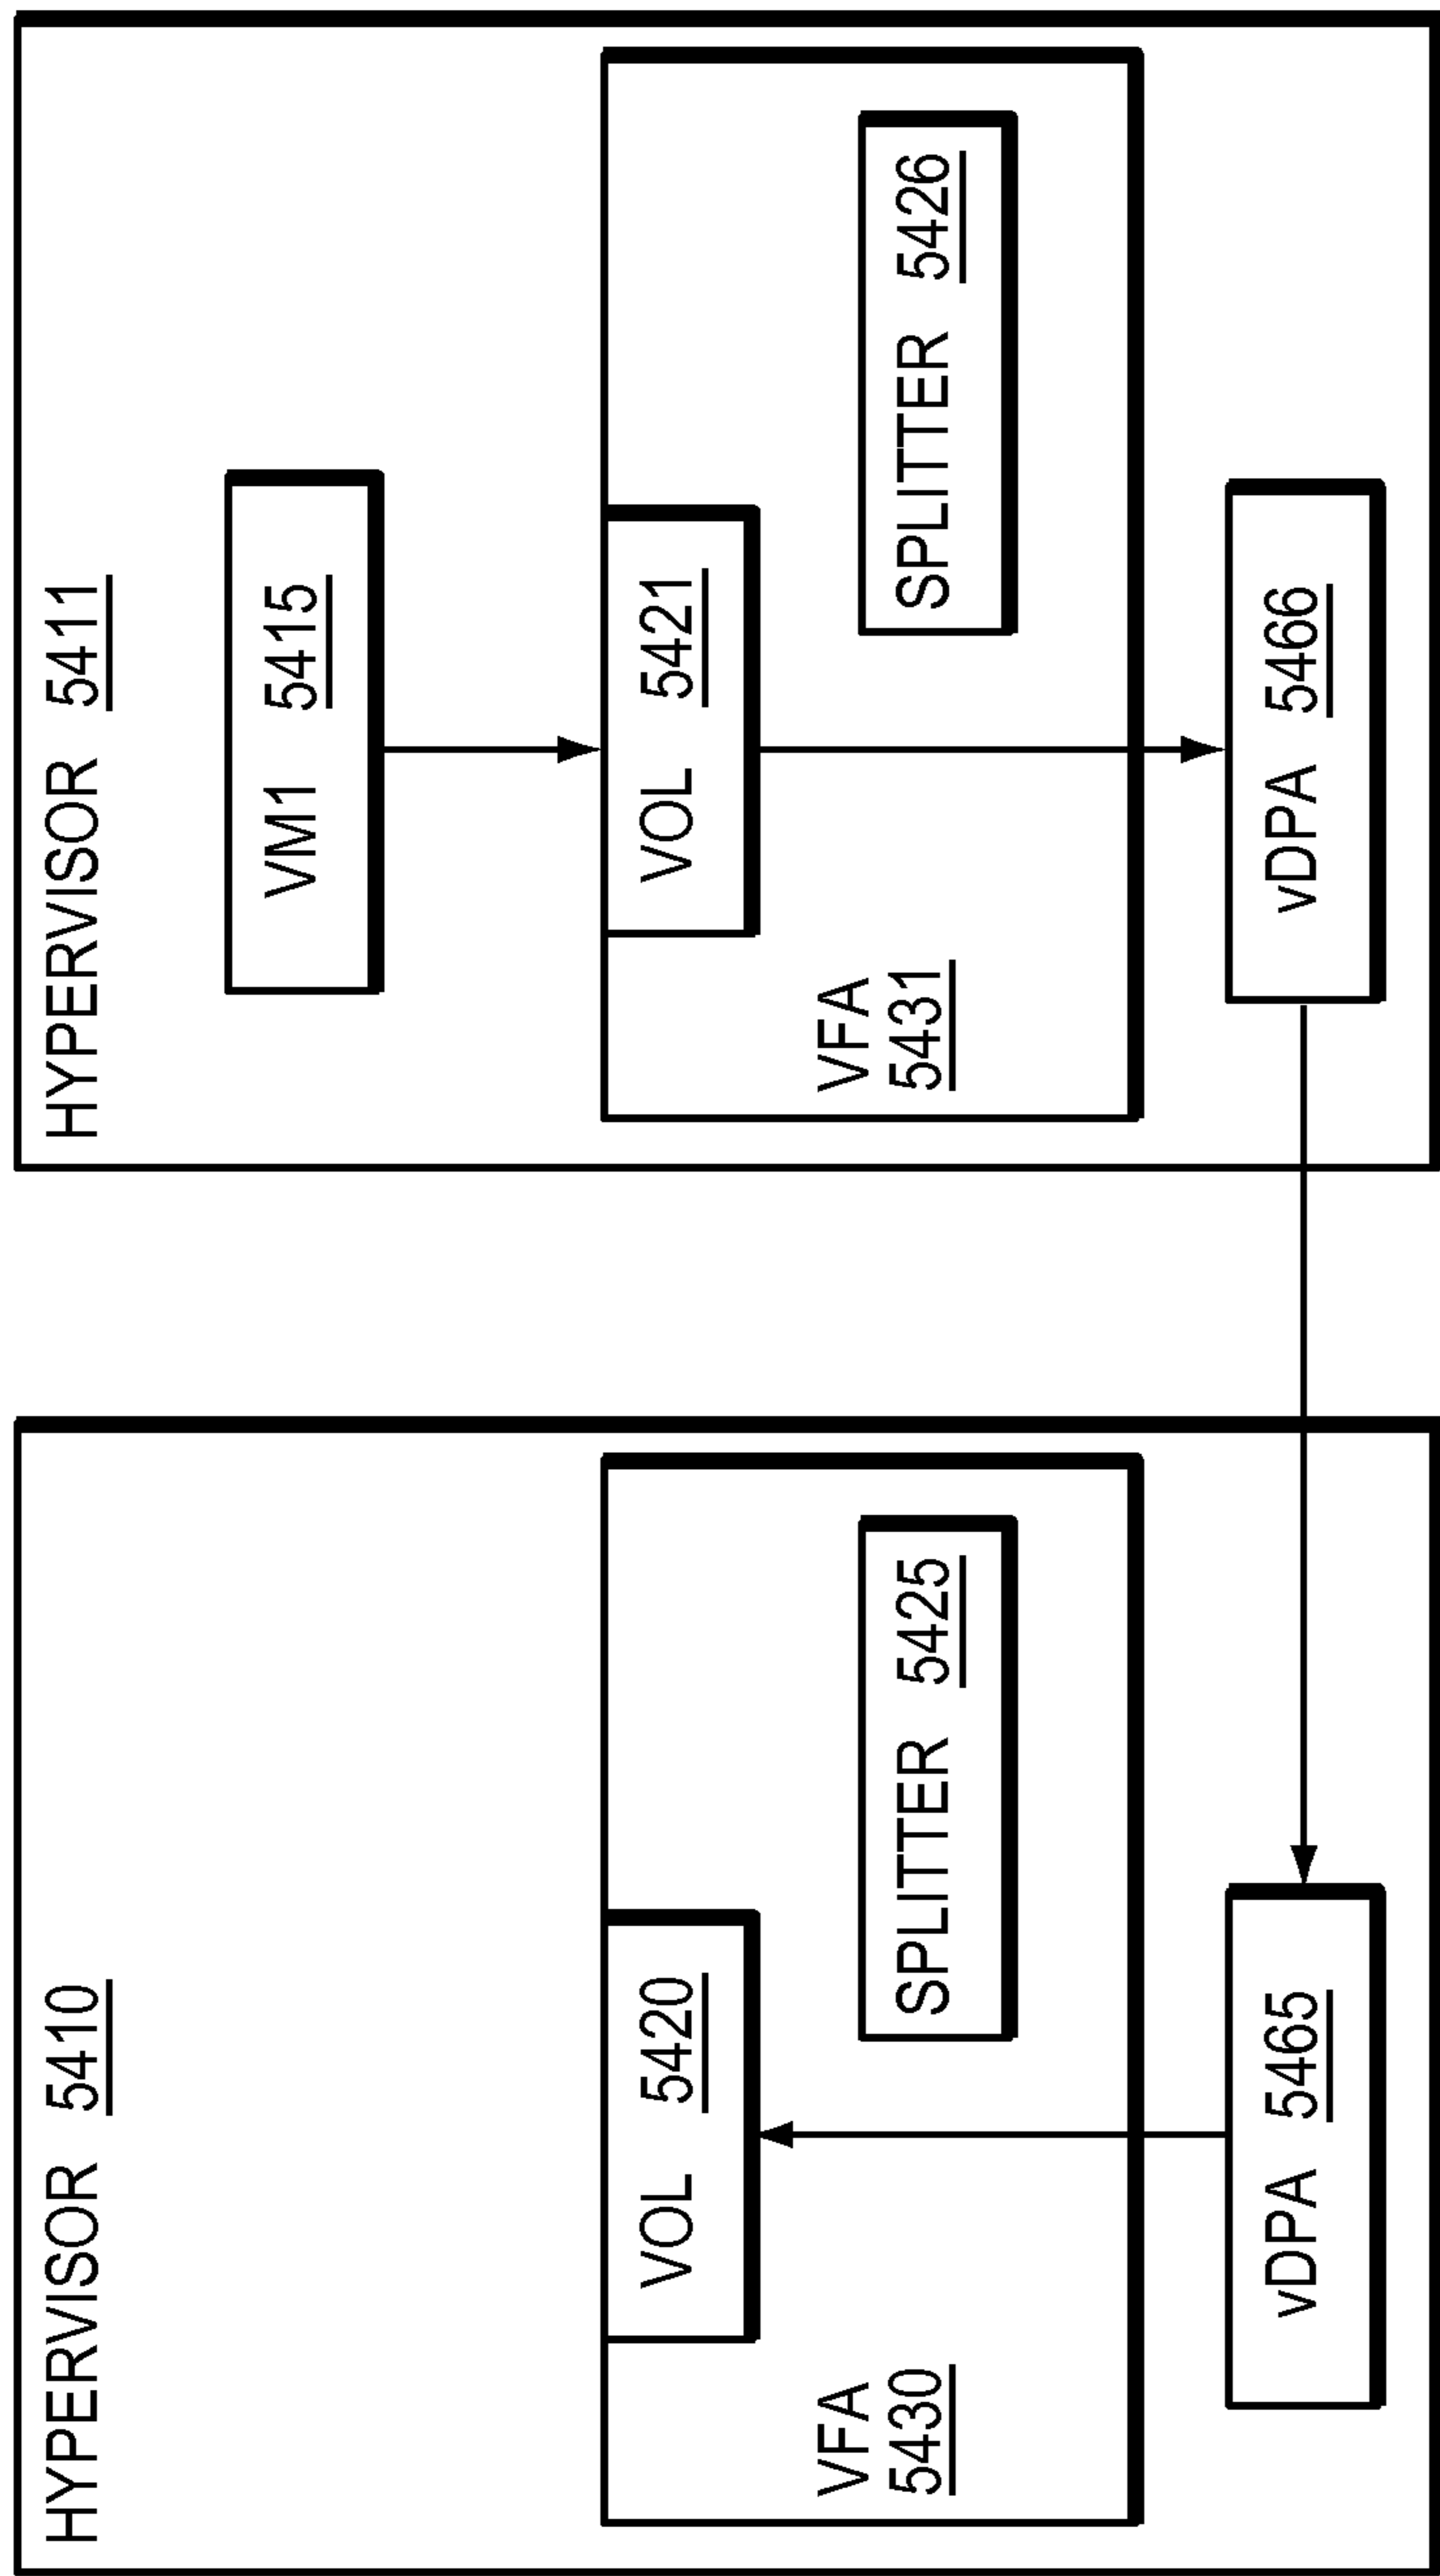 HYPERVISOR 5410
VOL 5420
VFA
5430
SPLITTER 5425
vDPA 5465
HYPERVISOR 5411
VM1 5415
VOL 5421
VFA
5431
SPLITTER 5426
vDPA 5466